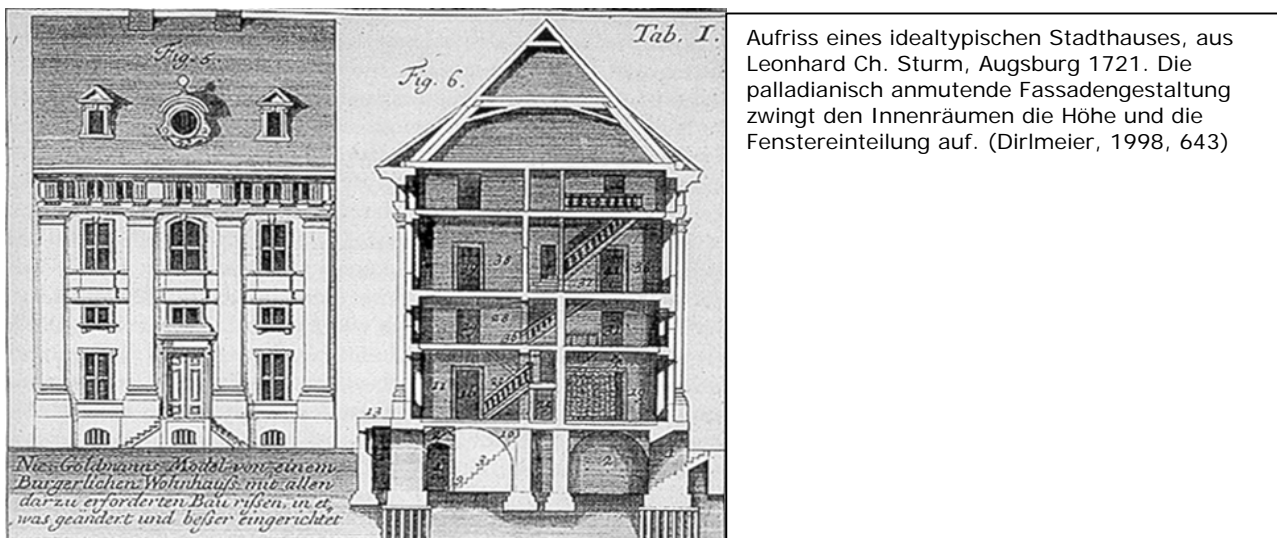 Fig. 5.
Fig. 6.
Tab. I.
13
Nic. Goldmanns Model von einem
Burgerlichen Wohnhauß mit allen
darzu erforderten Bau rißen, in et,
was geändert und beßer eingerichtet
Aufriss eines idealtypischen Stadthauses, aus
Leonhard Ch. Sturm, Augsburg 1721. Die
palladianisch anmutende Fassadengestaltung
zwingt den Innenräumen die Höhe und die
Fenstereinteilung auf. (Dirlmeier, 1998, 643)